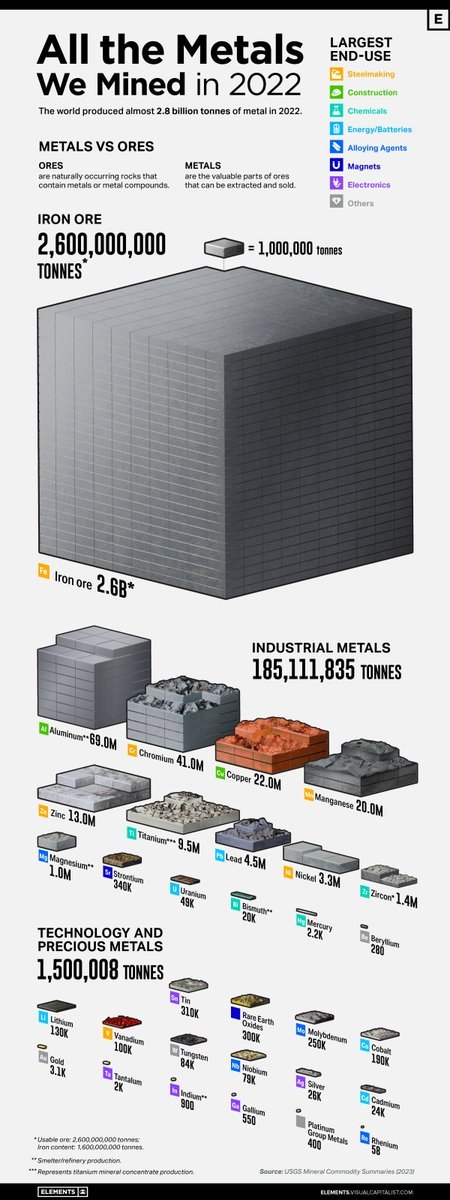 E
All the Metals
We Mined in 2022
The world produced almost 2.8 billion tonnes of metal in 2022.
LARGEST
END-USE
Steelmaking
Construction
Chemicals
Energy/Batteries
Alloying Agents
Magnets
Electronics
Others
METALS VS ORES
ORES
are naturally occurring rocks that
contain metals or metal compounds.
METALS
are the valuable parts of ores
that can be extracted and sold.
IRON ORE
2,600,000,000
TONNES*
= 1,000,000 tonnes
Fe Iron ore 2.6B*
INDUSTRIAL METALS
185,111,835 TONNES
Al Aluminum** 69.0M
Cr Chromium 41.0M
Cu Copper 22.0M
Mn Manganese 20.0M
Zn Zinc 13.0M
Ti Titanium*** 9.5M
Pb Lead 4.5M
Ni Nickel 3.3M
Zr Zircon* 1.4M
Mg Magnesium**
1.0M
Sr Strontium
340K
U Uranium
49K
Bi Bismuth**
20K
Hg Mercury
2.2K
Be Beryllium
280
TECHNOLOGY AND
PRECIOUS METALS
1,500,008 TONNES
Sn Tin
310K
Rare Earth
Oxides
300K
Mo Molybdenum
250K
Co Cobalt
190K
Li Lithium
130K
V Vanadium
100K
W Tungsten
84K
Nb Niobium
79K
Ag Silver
26K
Cd Cadmium
24K
Au Gold
3.1K
Ta Tantalum
2K
In Indium**
900
Ga Gallium
550
Platinum
Group Metals
400
Re Rhenium
58
* Usable ore: 2,600,000,000 tonnes;
Iron content: 1,600,000,000 tonnes.
** Smelter/refinery production.
*** Represents titanium mineral concentrate production.
Source: USGS Mineral Commodity Summaries (2023)
ELEMENTS
ELEMENTS.VISUALCAPITALIST.COM